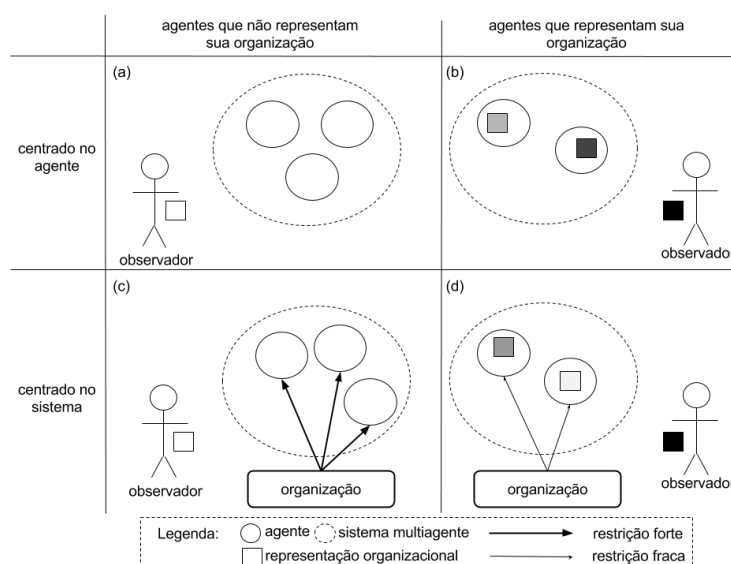 agentes que não representam
sua organização
agentes que representam sua
organização
centrado no
agente
(a)
observador
(b)
observador
centrado no
sistema
(c)
observador
organização
(d)
organização
observador
Legenda: agente sistema multiagente restrição forte
representação organizacional restrição fraca